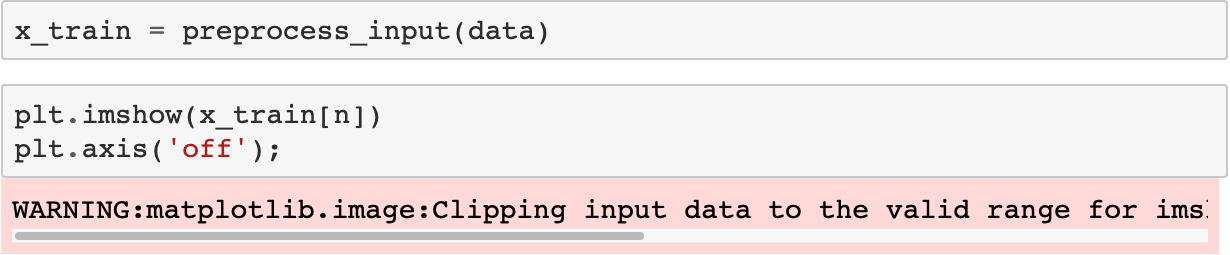 x_train = preprocess_input(data)
plt.imshow(x_train[n])
plt.axis('off');
WARNING:matplotlib.image:Clipping input data to the valid range for